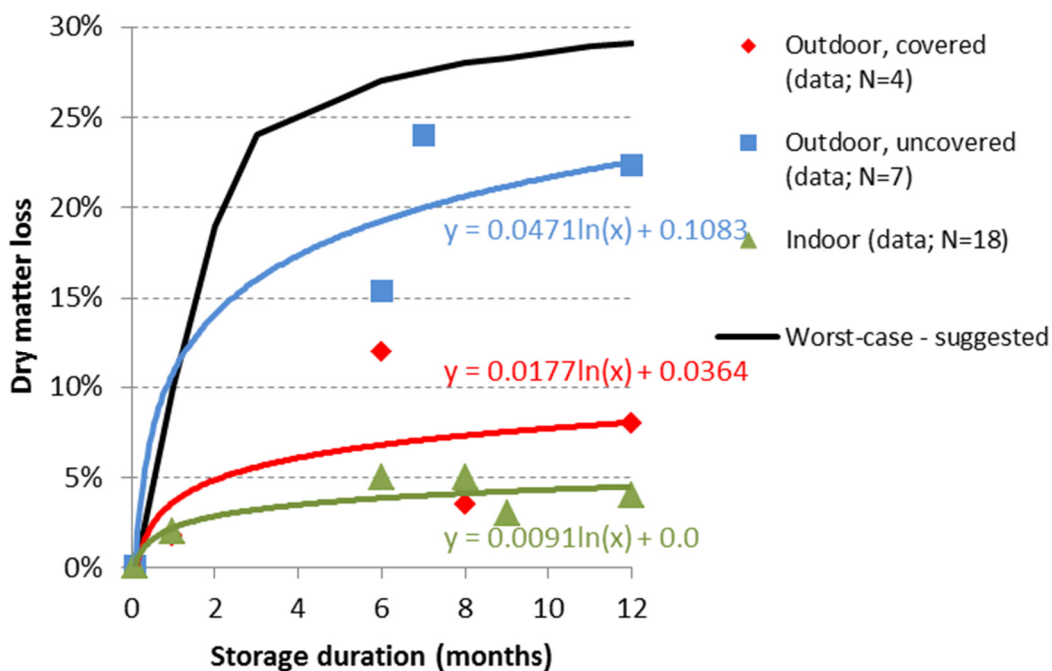 30%
25%
20%
15%
10%
5%
0%
Dry matter loss
0 2 4 6 8 10 12
Storage duration (months)
y = 0.0471ln(x) + 0.1083
y = 0.0177ln(x) + 0.0364
y = 0.0091ln(x) + 0.0
Outdoor, covered
(data; N=4)
Outdoor, uncovered
(data; N=7)
Indoor (data; N=18)
Worst-case - suggested